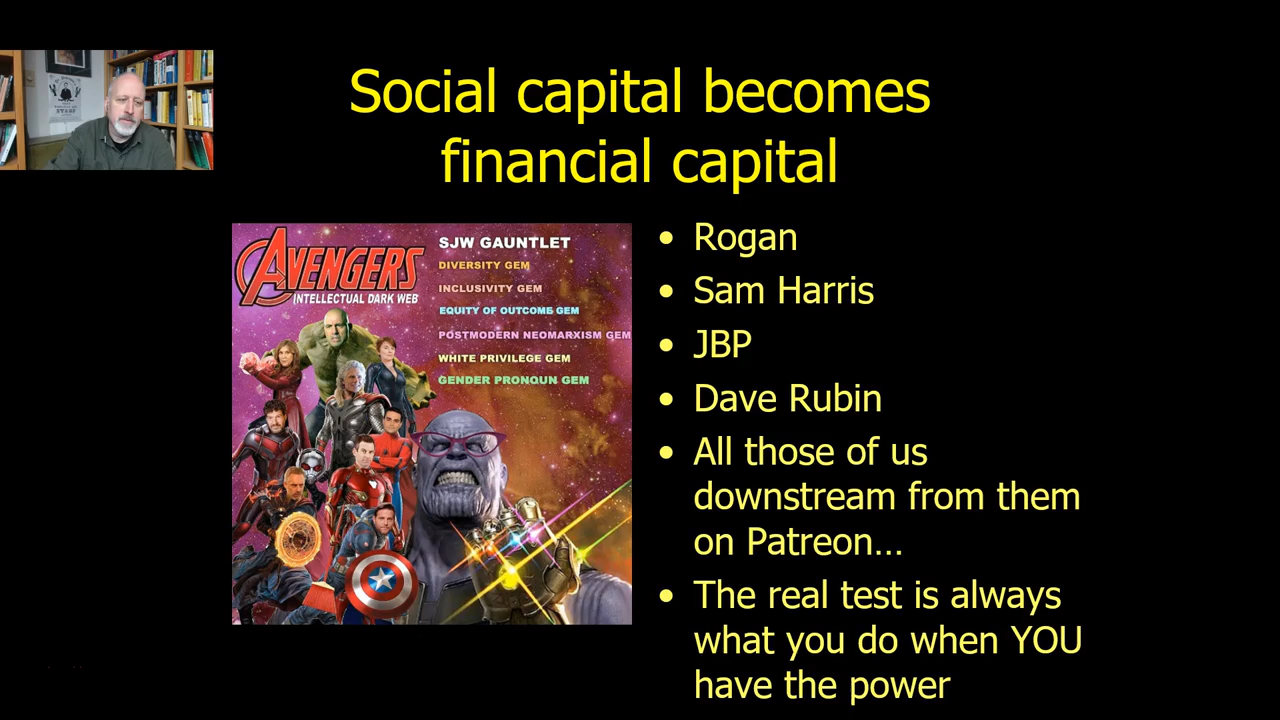 Social capital becomes
financial capital
AVENGERS
INTELLECTUAL DARK WEB
SJW GAUNTLET
DIVERSITY GEM
INCLUSIVITY GEM
EQUITY OF OUTCOME GEM
POSTMODERN NEOMARXISM GEM
WHITE PRIVILEGE GEM
GENDER PRONOUN GEM
• Rogan
• Sam Harris
• JBP
• Dave Rubin
• All those of us
downstream from them
on Patreon…
• The real test is always
what you do when YOU
have the power